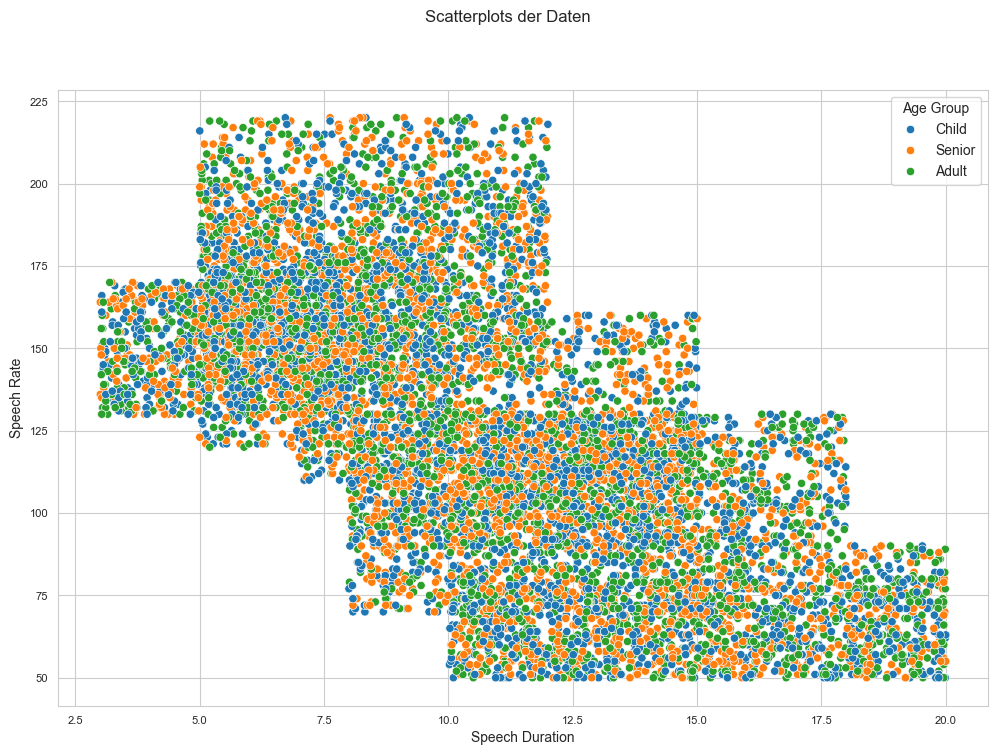 Scatterplots der Daten
Age Group
Child
Senior
Adult
225
200
175
150
125
100
75
50
Speech Rate
2.5 5.0 7.5 10.0 12.5 15.0 17.5 20.0
Speech Duration